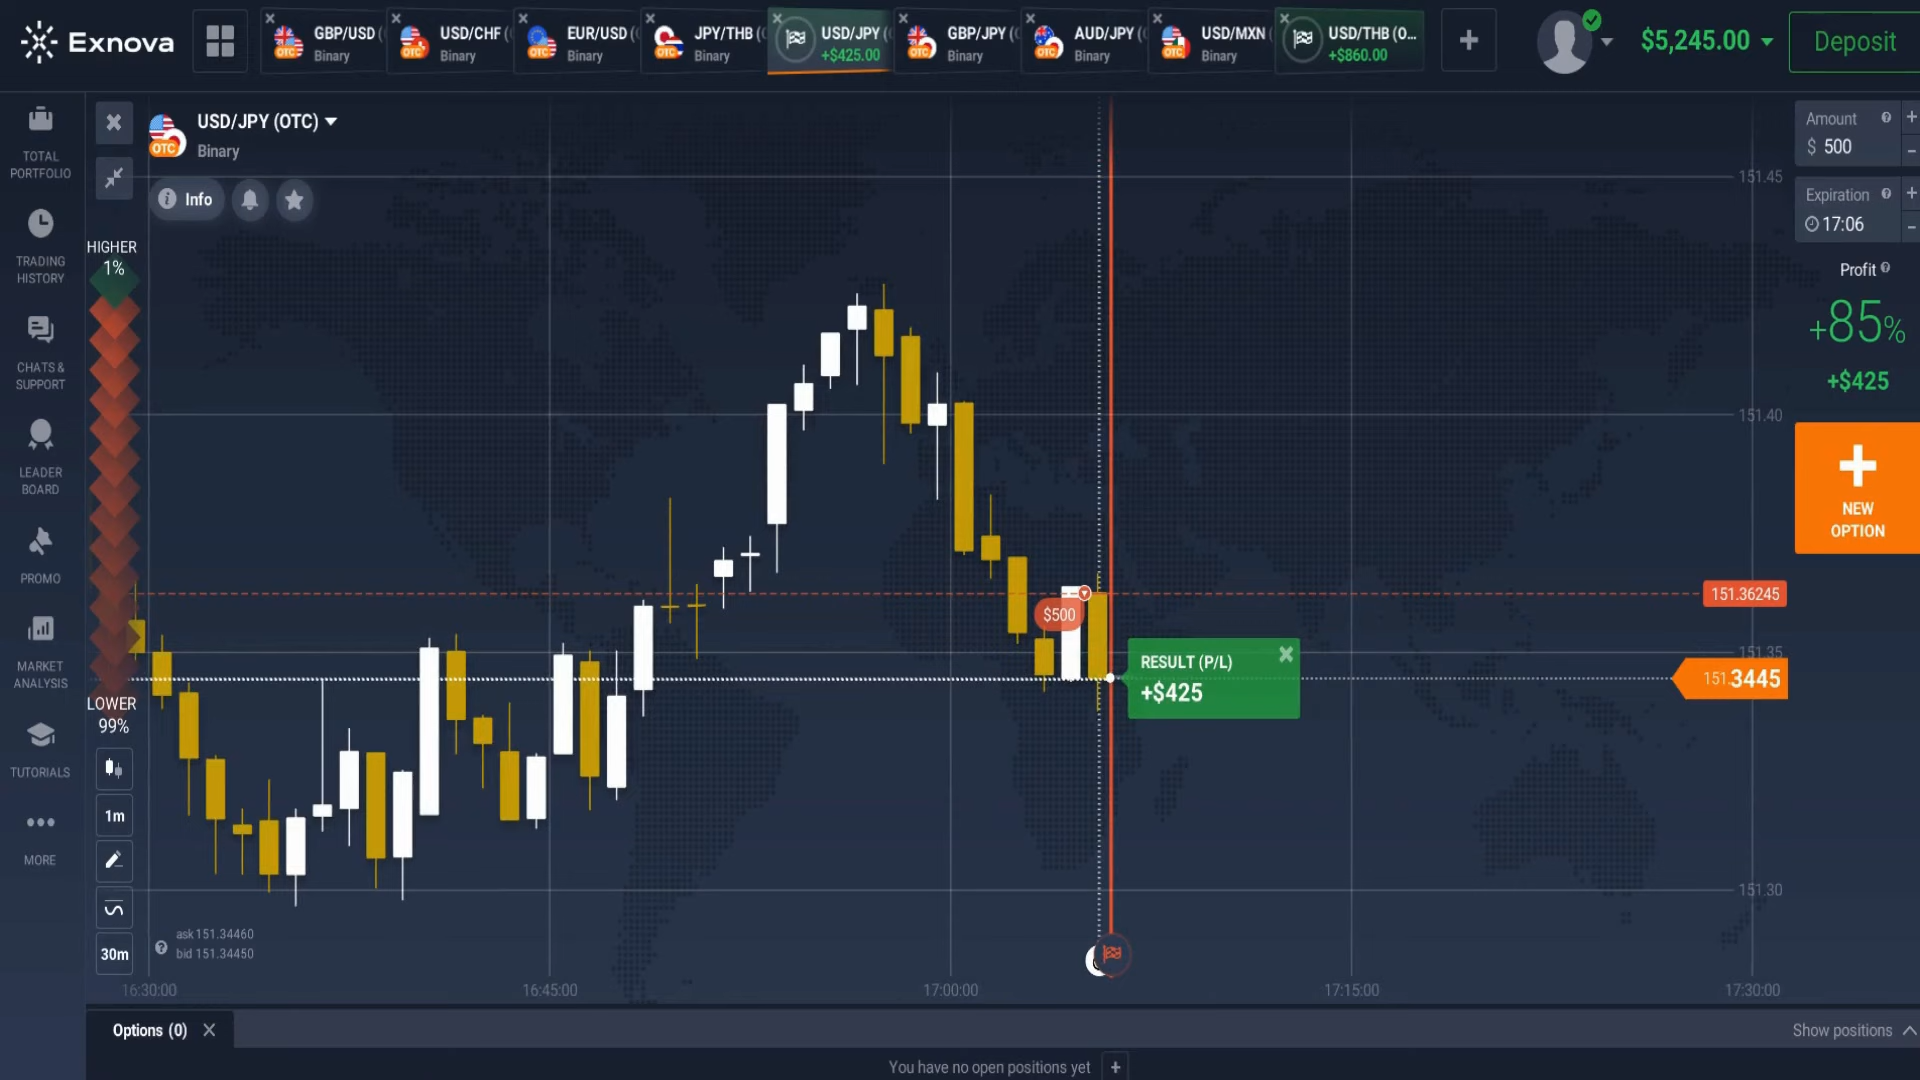 Exnova
GBP/USD (
Binary
USD/CHF (
Binary
EUR/USD (
Binary
JPY/THB (
Binary
USD/JPY (
+$425.00
GBP/JPY (
Binary
AUD/JPY (
Binary
USD/MXN
Binary
USD/THB (O...
+$860.00
$5,245.00
Deposit
TOTAL
PORTFOLIO
TRADING
HISTORY
CHATS &
SUPPORT
LEADER
BOARD
PROMO
MARKET
ANALYSIS
TUTORIALS
MORE
USD/JPY (OTC)
Binary
OTC
Info
HIGHER
1%
LOWER
99%
1m
30m
ask 151.34460
bid 151.34450
$500
RESULT (P/L)
+$425
151.45
151.40
151.36245
151.35
151.3445
151.30
16:30:00
16:45:00
17:00:00
17:15:00
17:30:00
Amount
$ 500
Expiration
17:06
Profit
+85%
+$425
NEW
OPTION
Options (0)
Show positions
You have no open positions yet